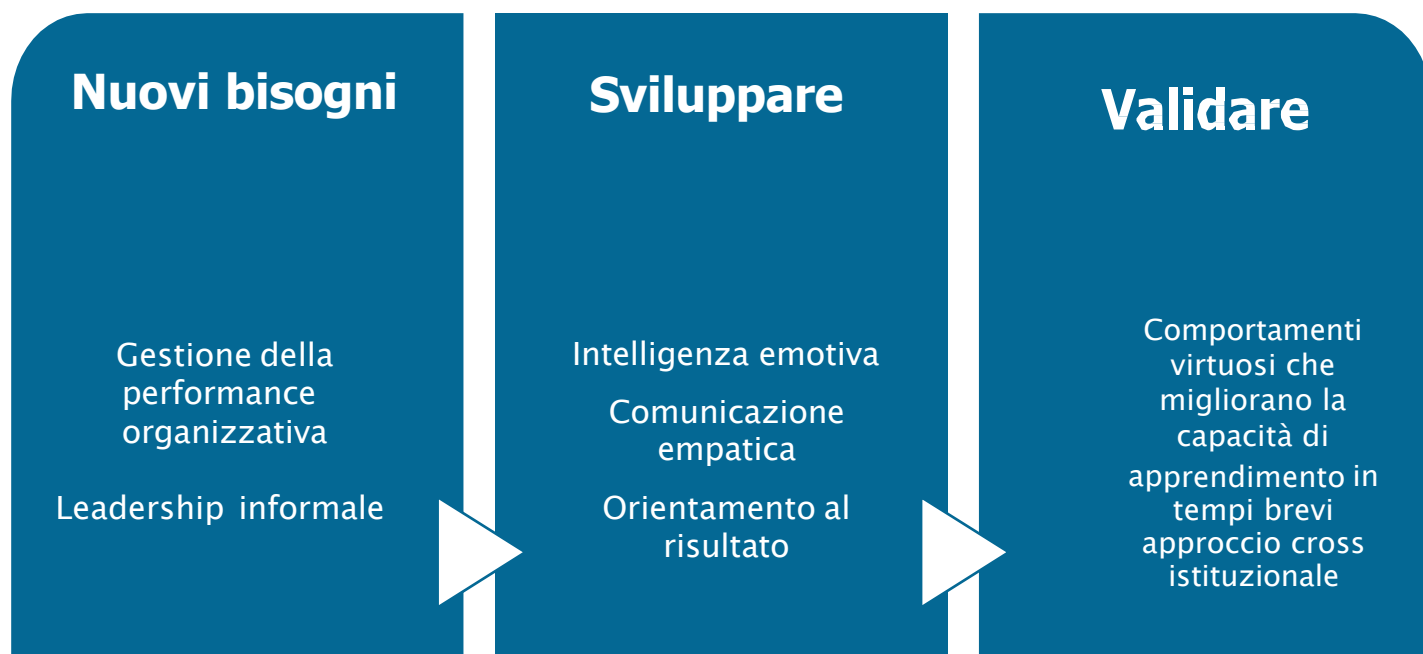 Nuovi bisogni
Gestione della
performance
organizzativa
Leadership informale
Sviluppare
Intelligenza emotiva
Comunicazione
empatica
Orientamento al
risultato
Validare
Comportamenti
virtuosi che
migliorano la
capacità di
apprendimento in
tempi brevi
approccio cross
istituzionale